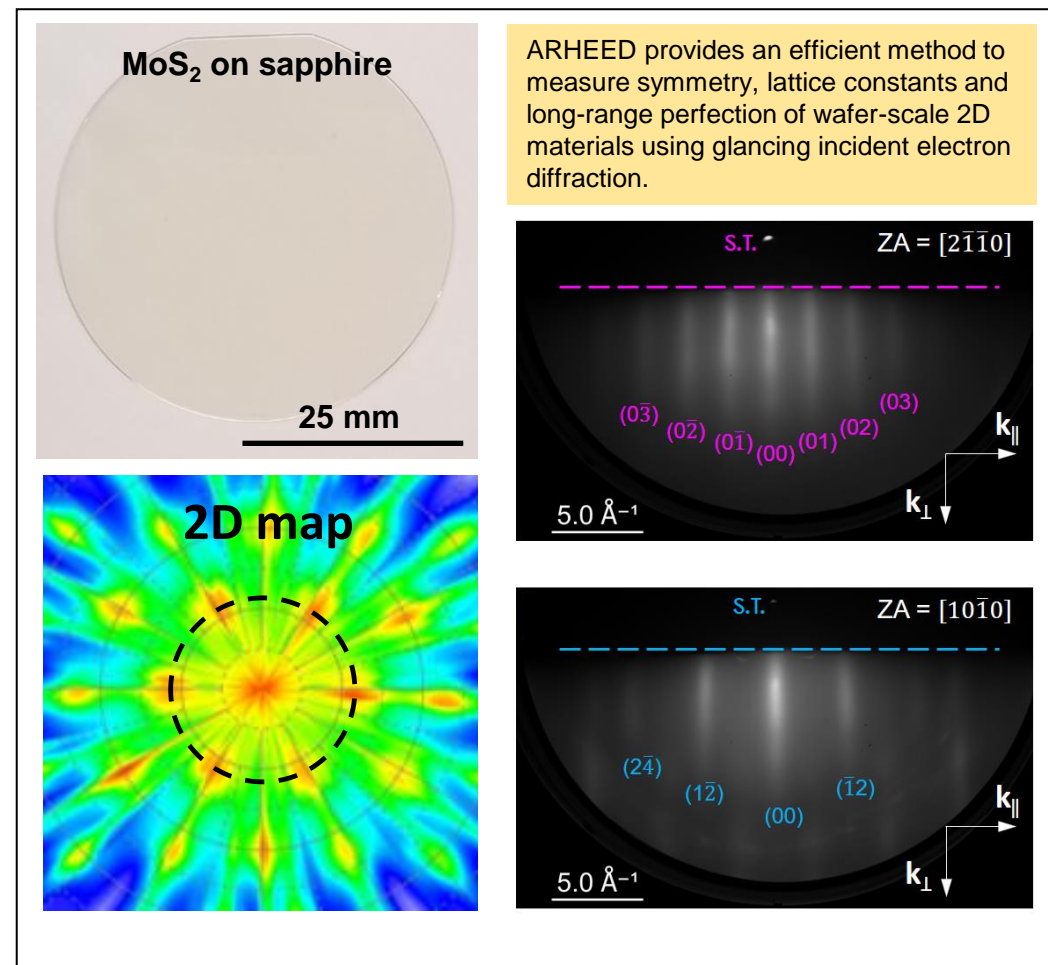 MoS₂ on sapphire
25 mm
ARHEED provides an efficient method to
measure symmetry, lattice constants and
long-range perfection of wafer-scale 2D
materials using glancing incident electron
diffraction.
S.T.
ZA = [21̅1̅0]
(03̅)
(02̅)
(01̅)
(00)
(01)
(02)
(03)
k∥
k⊥
5.0 Å⁻¹
2D map
S.T.
ZA = [101̅0]
(24̅)
(12̅)
(00)
(1̅2)
k∥
k⊥
5.0 Å⁻¹